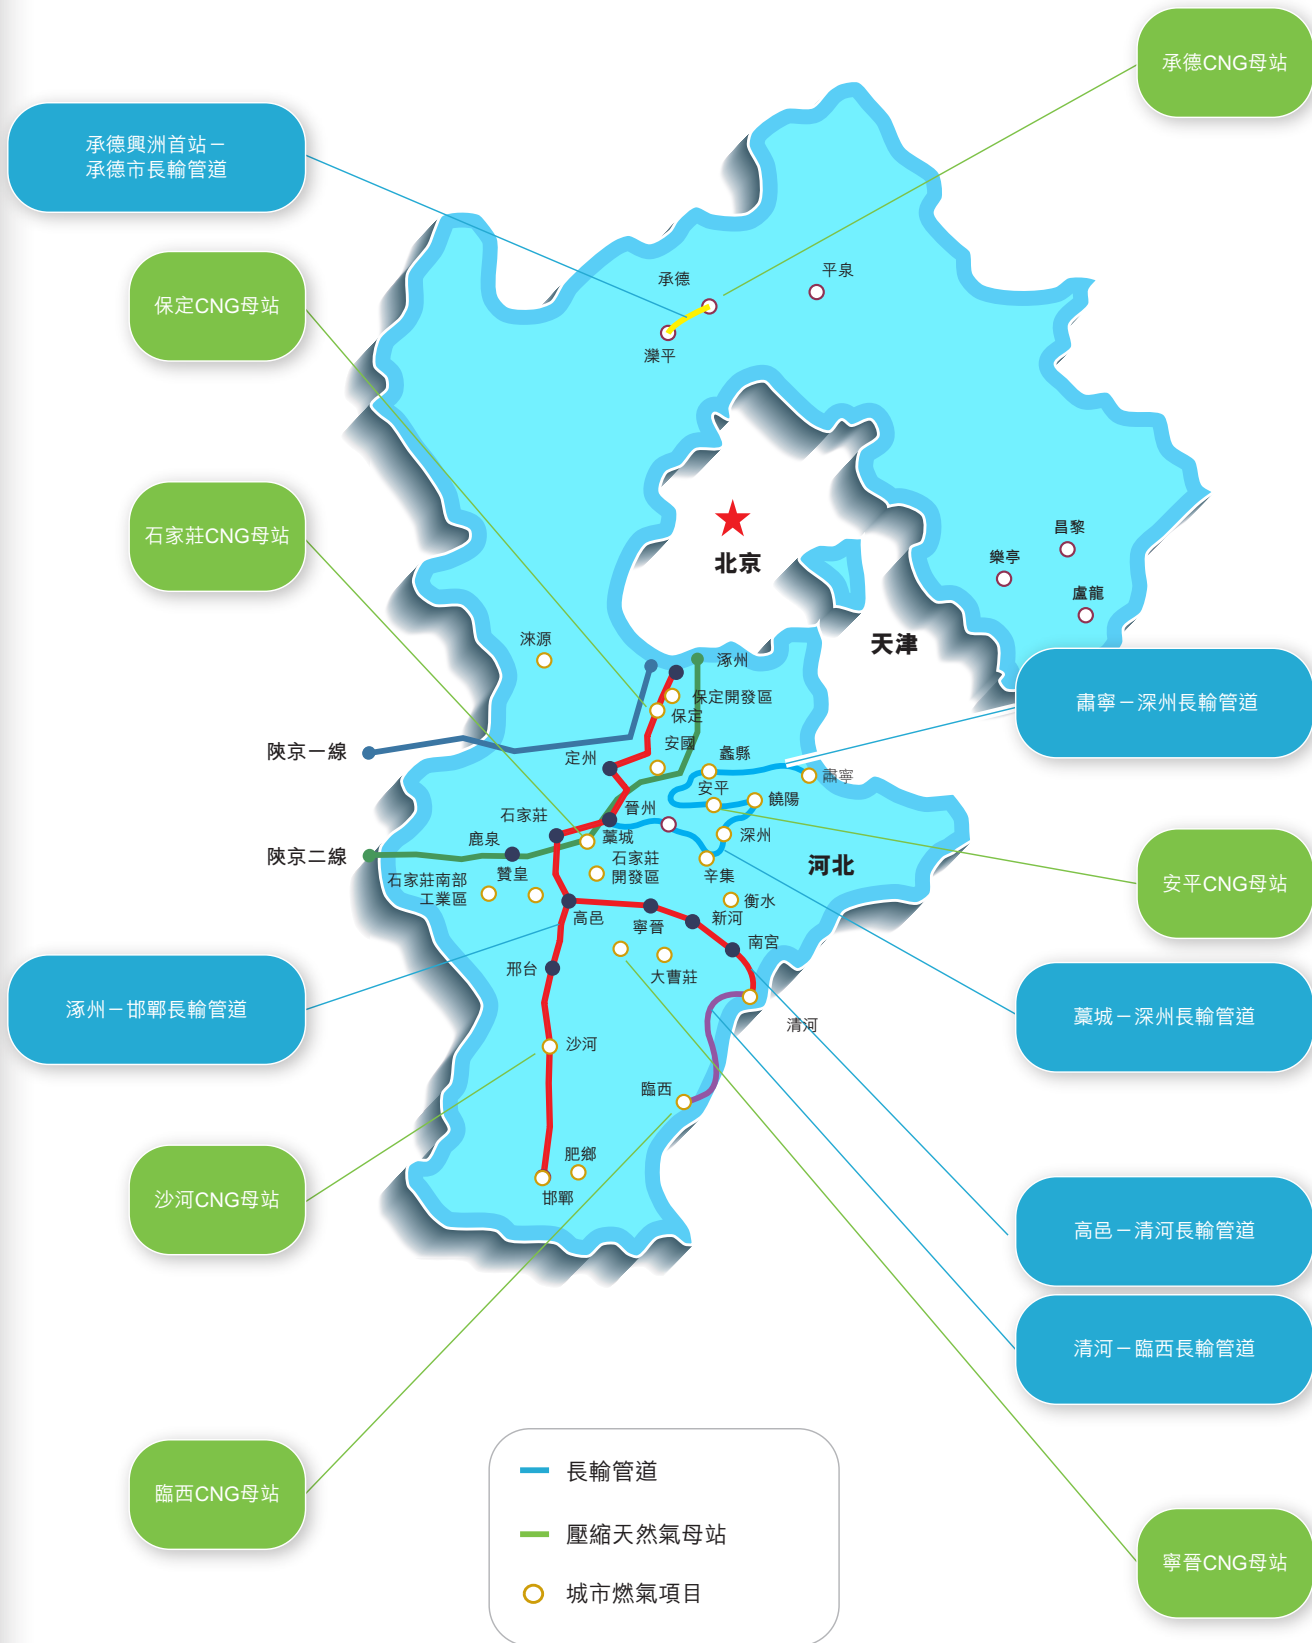 承德CNG母站
承德興洲首站－
承德市長輸管道
保定CNG母站
承德
平泉
灤平
石家莊CNG母站
北京
昌黎
樂亭
盧龍
天津
淶源
涿州
保定開發區
保定
肅寧－深州長輸管道
陝京一線
定州
安國
蠡縣
肅寧
安平
饒陽
石家莊
晉州
鹿泉
藁城
深州
陝京二線
石家莊
開發區
辛集
河北
石家莊南部
工業區
贊皇
衡水
安平CNG母站
高邑
寧晉
新河
南宮
邢台
大曹莊
涿州－邯鄲長輸管道
藁城－深州長輸管道
清河
沙河
臨西
肥鄉
邯鄲
沙河CNG母站
高邑－清河長輸管道
清河－臨西長輸管道
臨西CNG母站
長輸管道
壓縮天然氣母站
城市燃氣項目
寧晉CNG母站